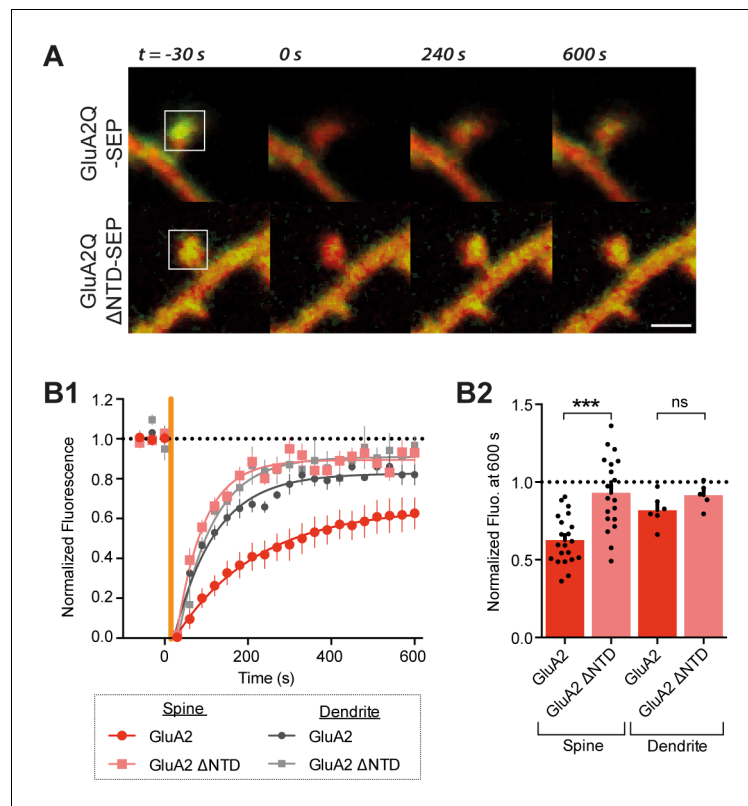 A
t = -30 s 0 s 240 s 600 s
GluA2Q
-SEP
GluA2Q
ΔNTD-SEP
B1
1.2
1.0
0.8
0.6
0.4
0.2
0.0
Normalized Fluorescence
0 200 400 600
Time (s)
Spine Dendrite
GluA2 GluA2
GluA2 ΔNTD GluA2 ΔNTD
B2
*** ns
1.5
1.0
0.5
0.0
Normalized Fluo. at 600 s
GluA2 GluA2 ΔNTD GluA2 GluA2 ΔNTD
Spine Dendrite